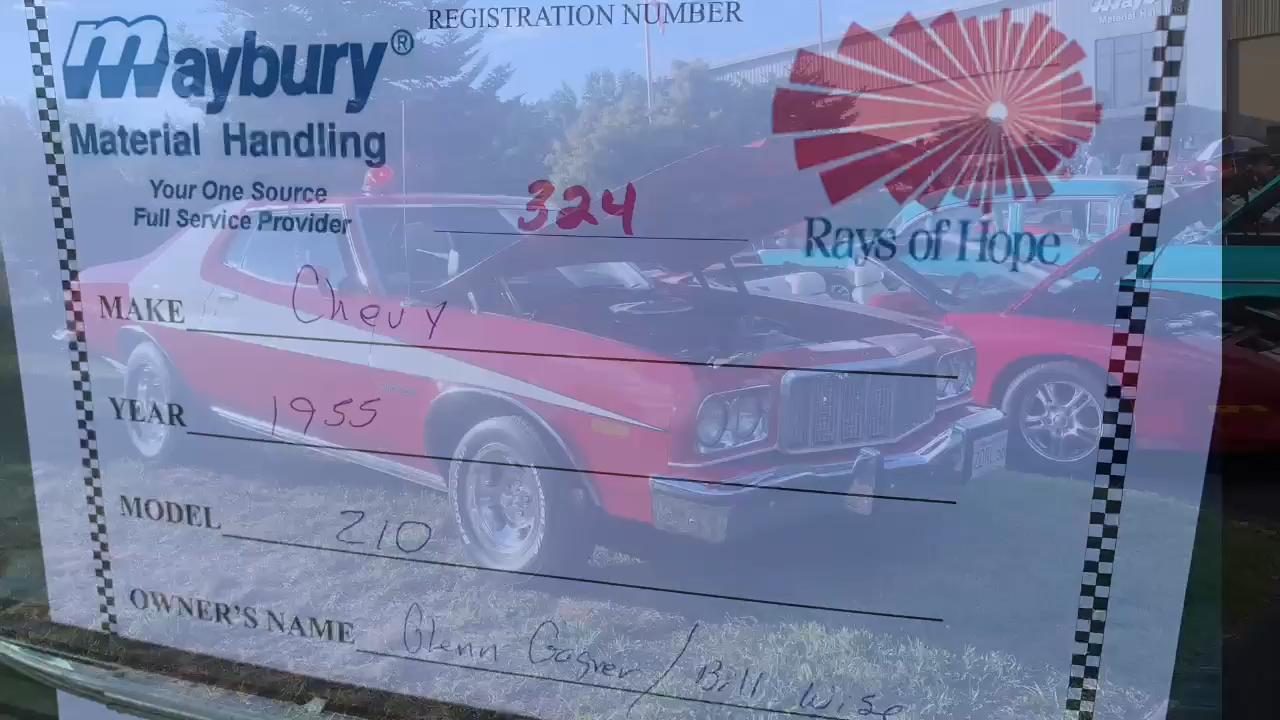 REGISTRATION NUMBER
Maybury®
Material Handling
Your One Source
Full Service Provider
324
Rays of Hope
MAKE Chevy
YEAR 1955
MODEL 210
OWNER'S NAME Glenn Gagner / Bill Wise